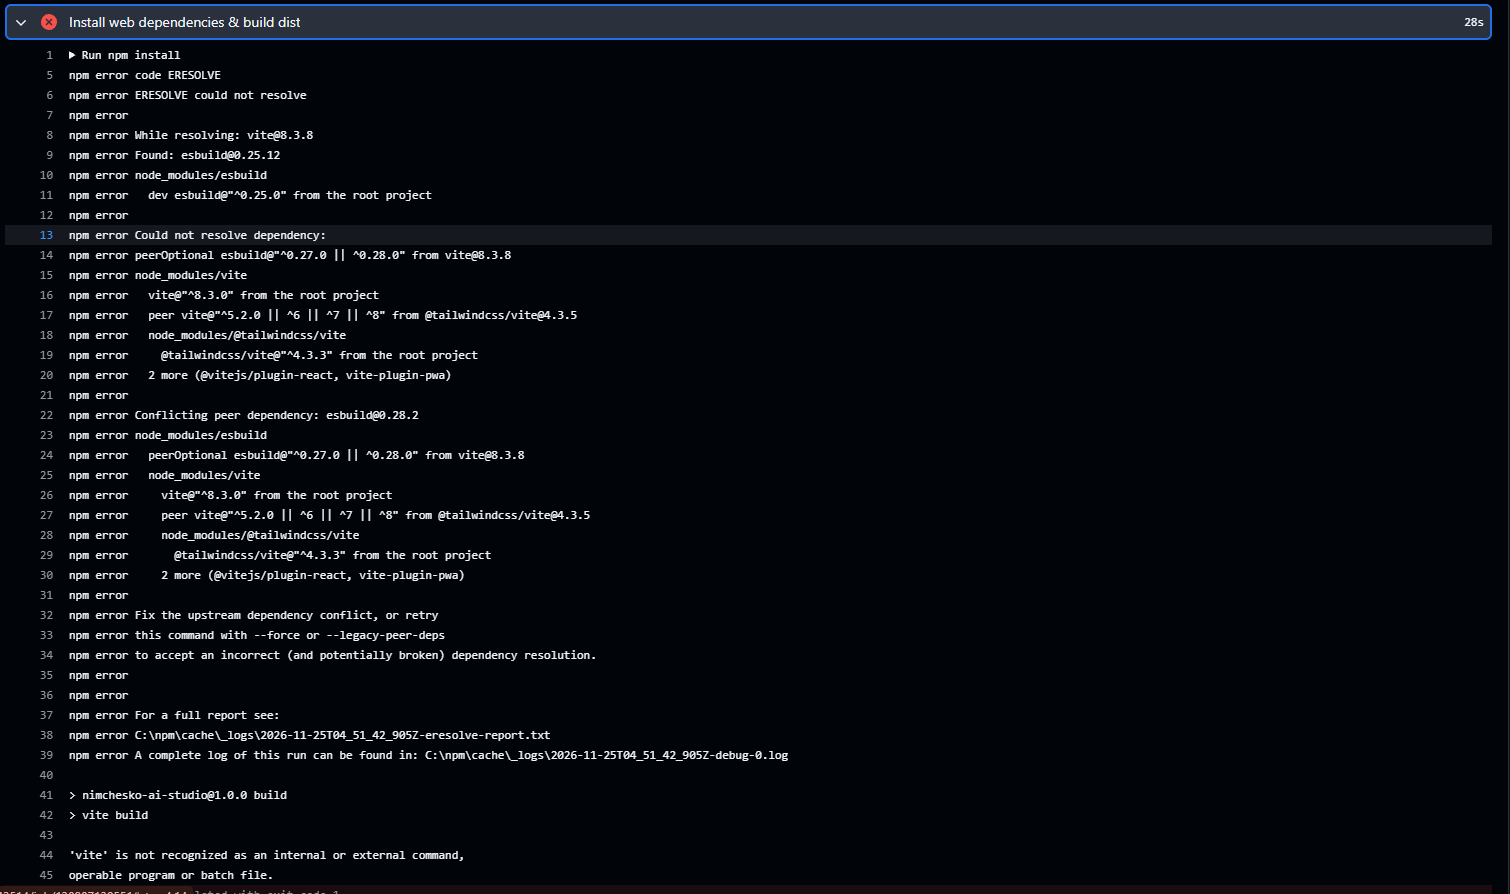 Install web dependencies & build dist 28s
1 Run npm install
5 npm error code ERESOLVE
6 npm error ERESOLVE could not resolve
7 npm error
8 npm error While resolving: vite@8.3.8
9 npm error Found: esbuild@0.25.12
10 npm error node_modules/esbuild
11 npm error   dev esbuild@"^0.25.0" from the root project
12 npm error
13 npm error Could not resolve dependency:
14 npm error peerOptional esbuild@"^0.27.0 || ^0.28.0" from vite@8.3.8
15 npm error node_modules/vite
16 npm error   vite@"^8.3.0" from the root project
17 npm error   peer vite@"^5.2.0 || ^6 || ^7 || ^8" from @tailwindcss/vite@4.3.5
18 npm error   node_modules/@tailwindcss/vite
19 npm error     @tailwindcss/vite@"^4.3.3" from the root project
20 npm error   2 more (@vitejs/plugin-react, vite-plugin-pwa)
21 npm error
22 npm error Conflicting peer dependency: esbuild@0.28.2
23 npm error node_modules/esbuild
24 npm error   peerOptional esbuild@"^0.27.0 || ^0.28.0" from vite@8.3.8
25 npm error   node_modules/vite
26 npm error     vite@"^8.3.0" from the root project
27 npm error     peer vite@"^5.2.0 || ^6 || ^7 || ^8" from @tailwindcss/vite@4.3.5
28 npm error     node_modules/@tailwindcss/vite
29 npm error       @tailwindcss/vite@"^4.3.3" from the root project
30 npm error     2 more (@vitejs/plugin-react, vite-plugin-pwa)
31 npm error
32 npm error Fix the upstream dependency conflict, or retry
33 npm error this command with --force or --legacy-peer-deps
34 npm error to accept an incorrect (and potentially broken) dependency resolution.
35 npm error
36 npm error
37 npm error For a full report see:
38 npm error C:\npm\cache\_logs\2026-11-25T04_51_42_905Z-eresolve-report.txt
39 npm error A complete log of this run can be found in: C:\npm\cache\_logs\2026-11-25T04_51_42_905Z-debug-0.log
40
41 > nimchesko-ai-studio@1.0.0 build
42 > vite build
43
44 'vite' is not recognized as an internal or external command,
45 operable program or batch file.